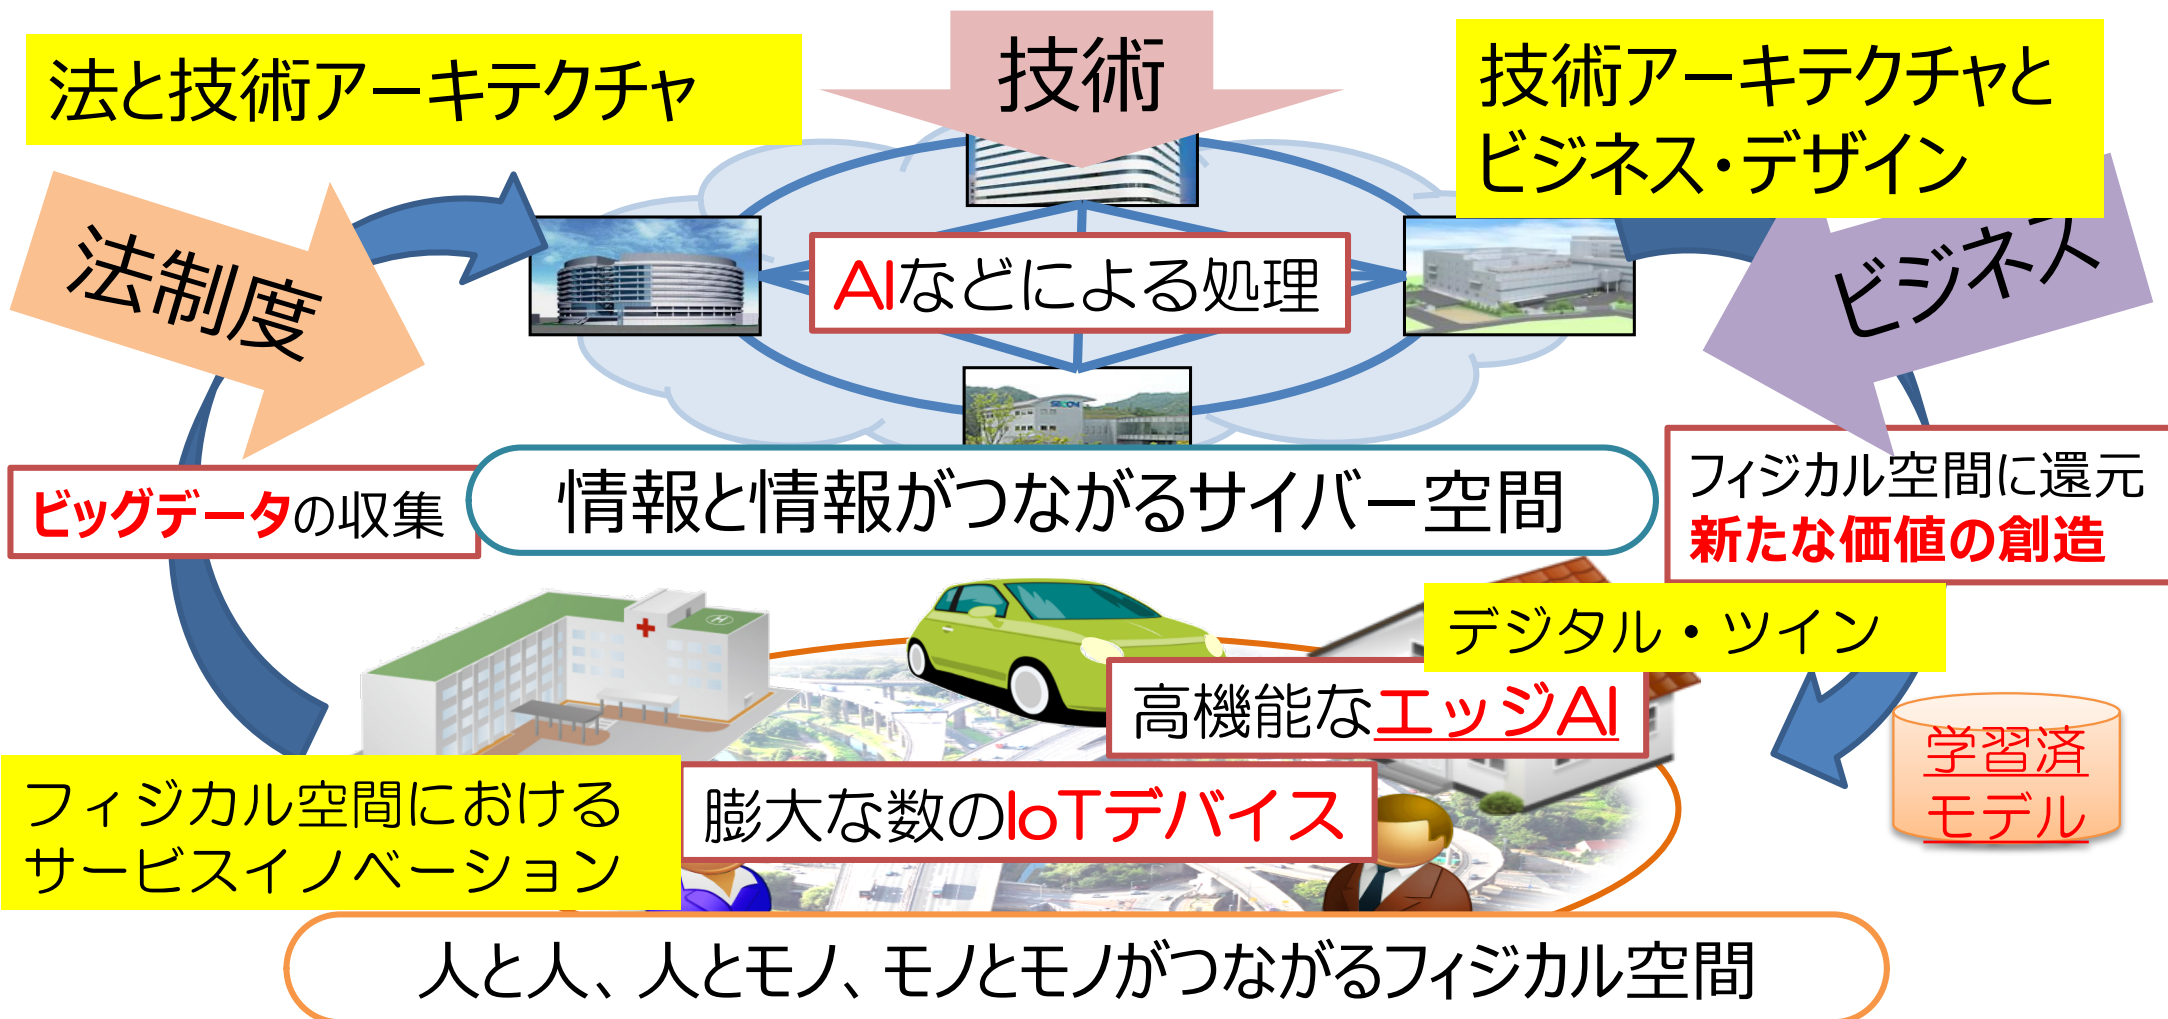 法と技術アーキテクチャ
技術
技術アーキテクチャと
ビジネス・デザイン
法制度
ビジネス
AIなどによる処理
SECOM
ビッグデータの収集
情報と情報がつながるサイバー空間
フィジカル空間に還元
新たな価値の創造
デジタル・ツイン
高機能なエッジAI
学習済
モデル
膨大な数のIoTデバイス
フィジカル空間における
サービスイノベーション
人と人、人とモノ、モノとモノがつながるフィジカル空間